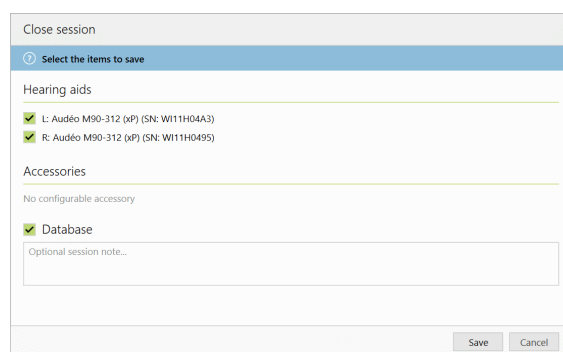 Close session
Select the items to save
Hearing aids
L: Audéo M90-312 (xP) (SN: WI11H04A3)
R: Audéo M90-312 (xP) (SN: WI11H0495)
Accessories
No configurable accessory
Database
Optional session note...
Save Cancel